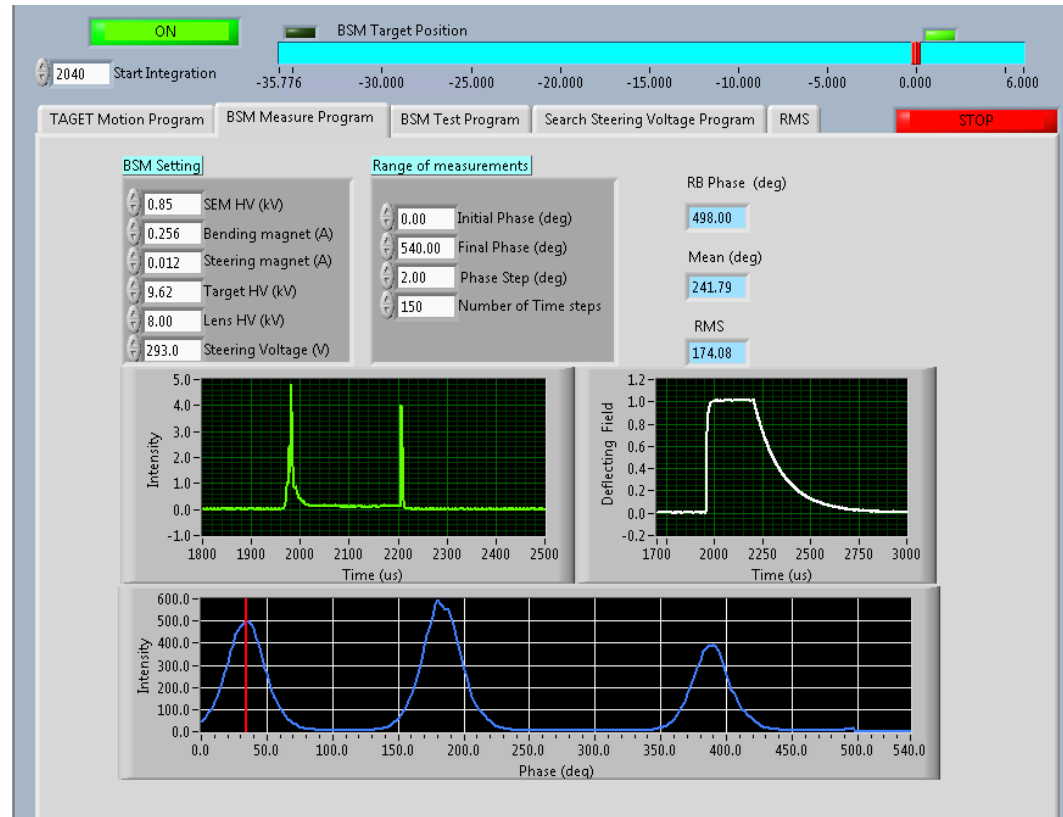 ON
BSM Target Position
2040 Start Integration
-35.776 -30.000 -25.000 -20.000 -15.000 -10.000 -5.000 0.000 6.000
TAGET Motion Program BSM Measure Program BSM Test Program Search Steering Voltage Program RMS STOP
BSM Setting
0.85 SEM HV (kV)
0.256 Bending magnet (A)
0.012 Steering magnet (A)
9.62 Target HV (kV)
8.00 Lens HV (kV)
293.0 Steering Voltage (V)
Range of measurements
0.00 Initial Phase (deg)
540.00 Final Phase (deg)
2.00 Phase Step (deg)
150 Number of Time steps
RB Phase (deg)
498.00
Mean (deg)
241.79
RMS
174.08
Intensity
5.0
4.0
3.0
2.0
1.0
0.0
-1.0
1800 1900 2000 2100 2200 2300 2400 2500
Time (us)
Deflecting Field
1.2
1.0
0.8
0.6
0.4
0.2
0.0
-0.2
1700 2000 2250 2500 2750 3000
Time (us)
Intensity
600.0
500.0
400.0
300.0
200.0
100.0
0.0
0.0 50.0 100.0 150.0 200.0 250.0 300.0 350.0 400.0 450.0 500.0 540.0
Phase (deg)